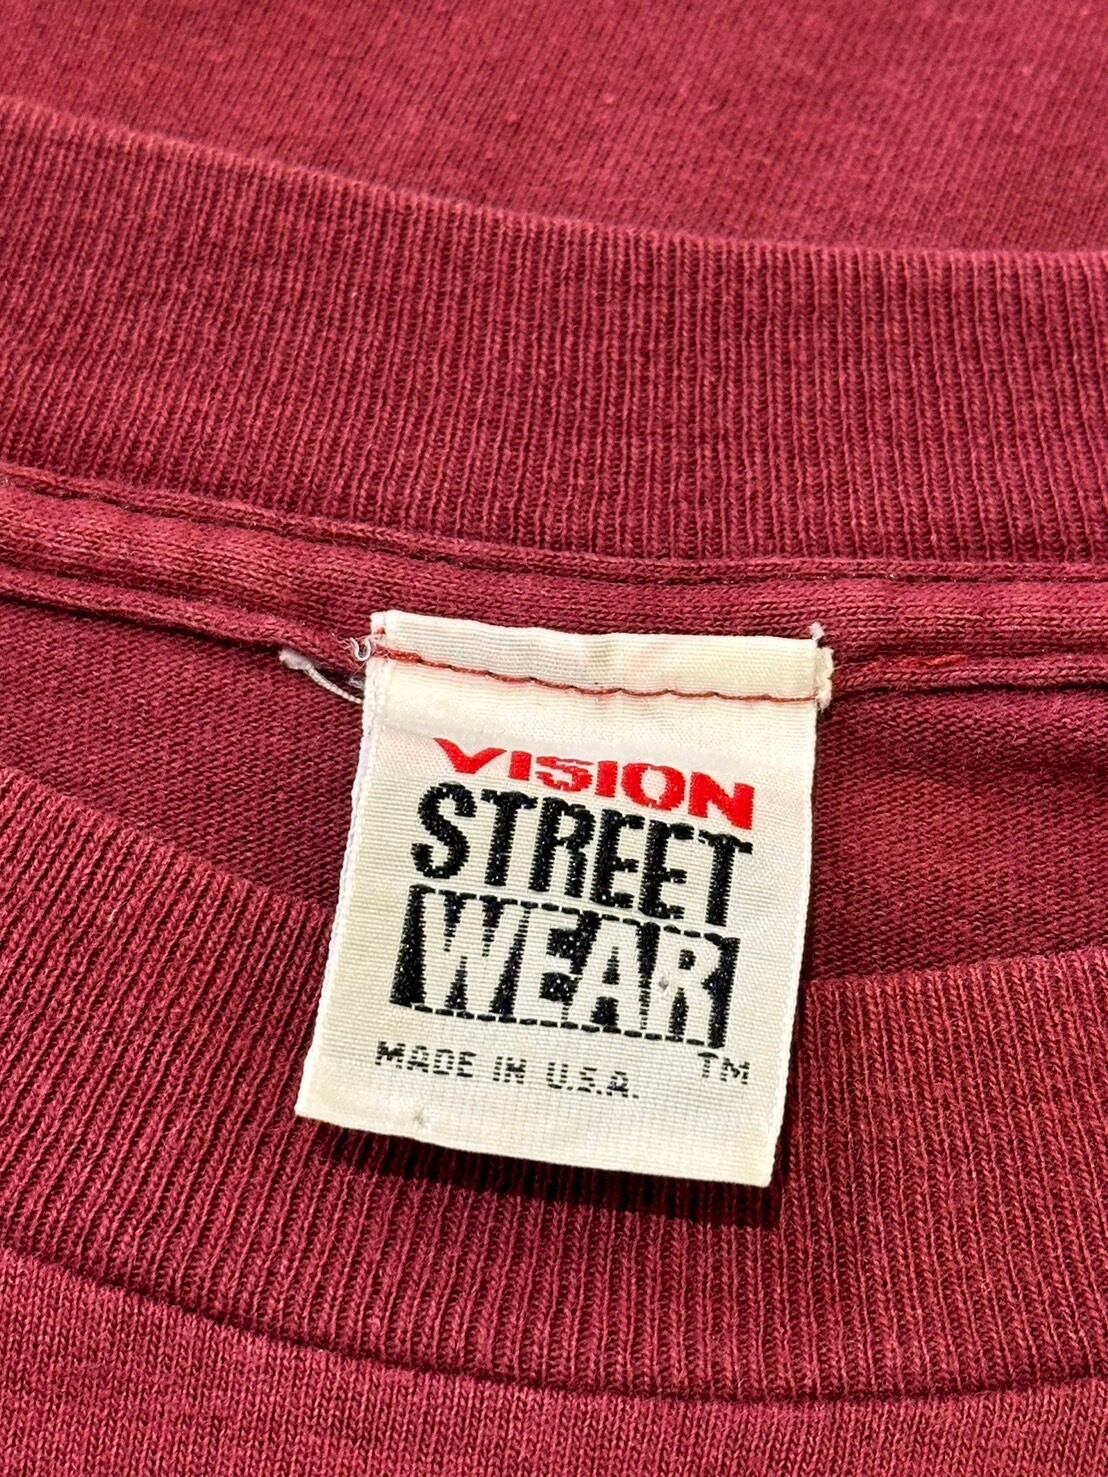 VISION
STREET
WEAR
TM
MADE IN U.S.A.